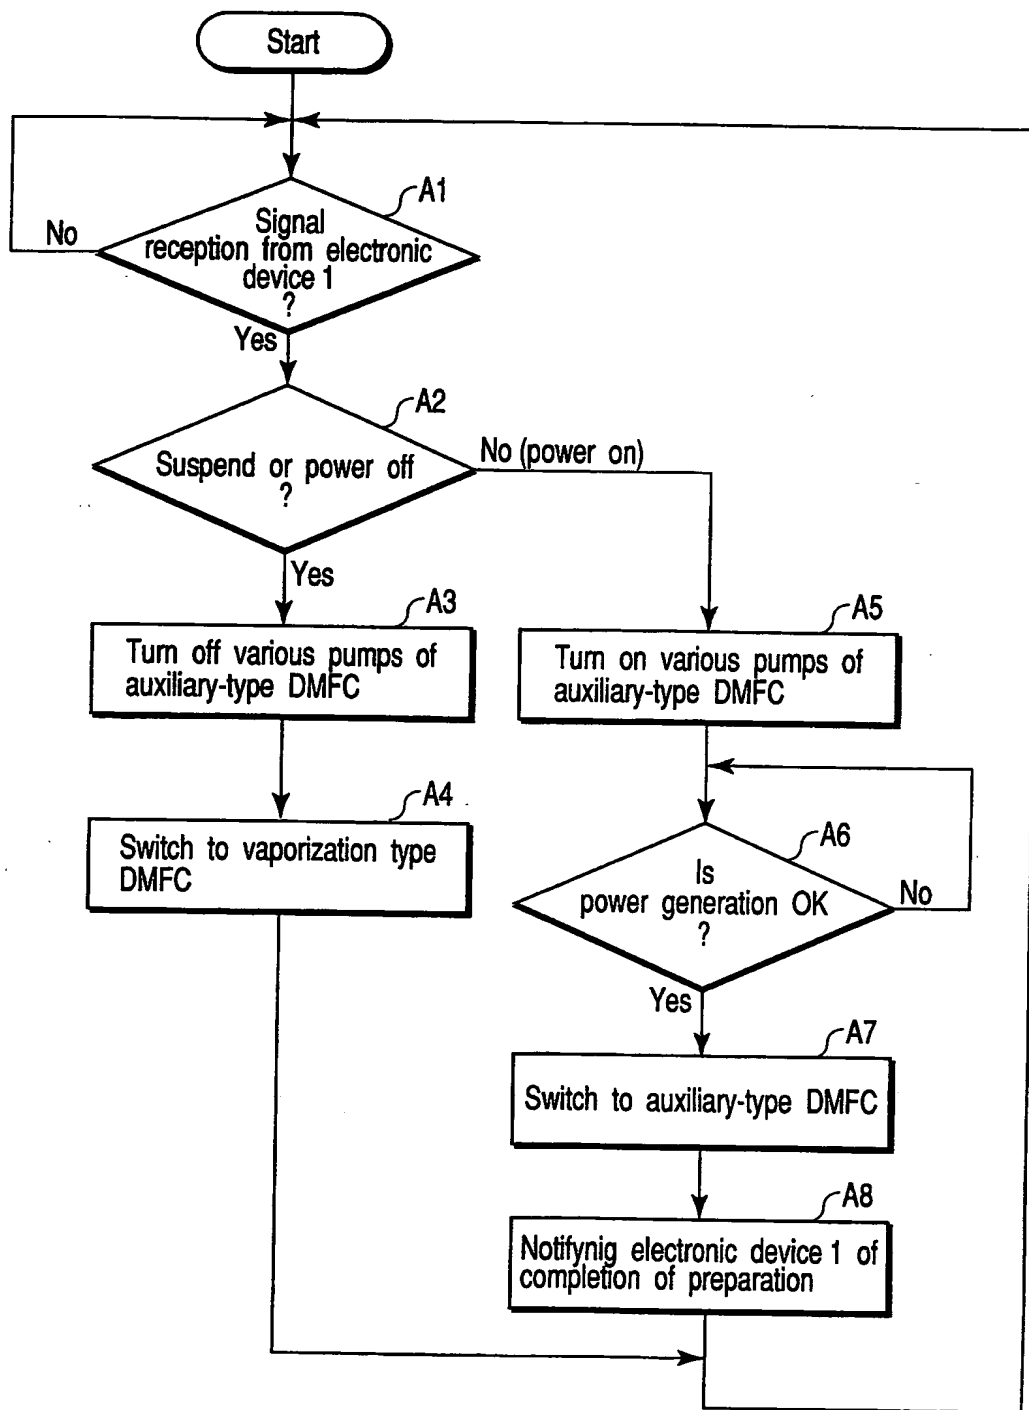 Start
A1
No
Signal
reception from electronic
device 1
?
Yes
A2
Suspend or power off
?
No (power on)
Yes
A3
Turn off various pumps of
auxiliary-type DMFC
A5
Turn on various pumps of
auxiliary-type DMFC
A4
Switch to vaporization type
DMFC
A6
Is
power generation OK
?
No
Yes
A7
Switch to auxiliary-type DMFC
A8
Notifynig electronic device 1 of
completion of preparation